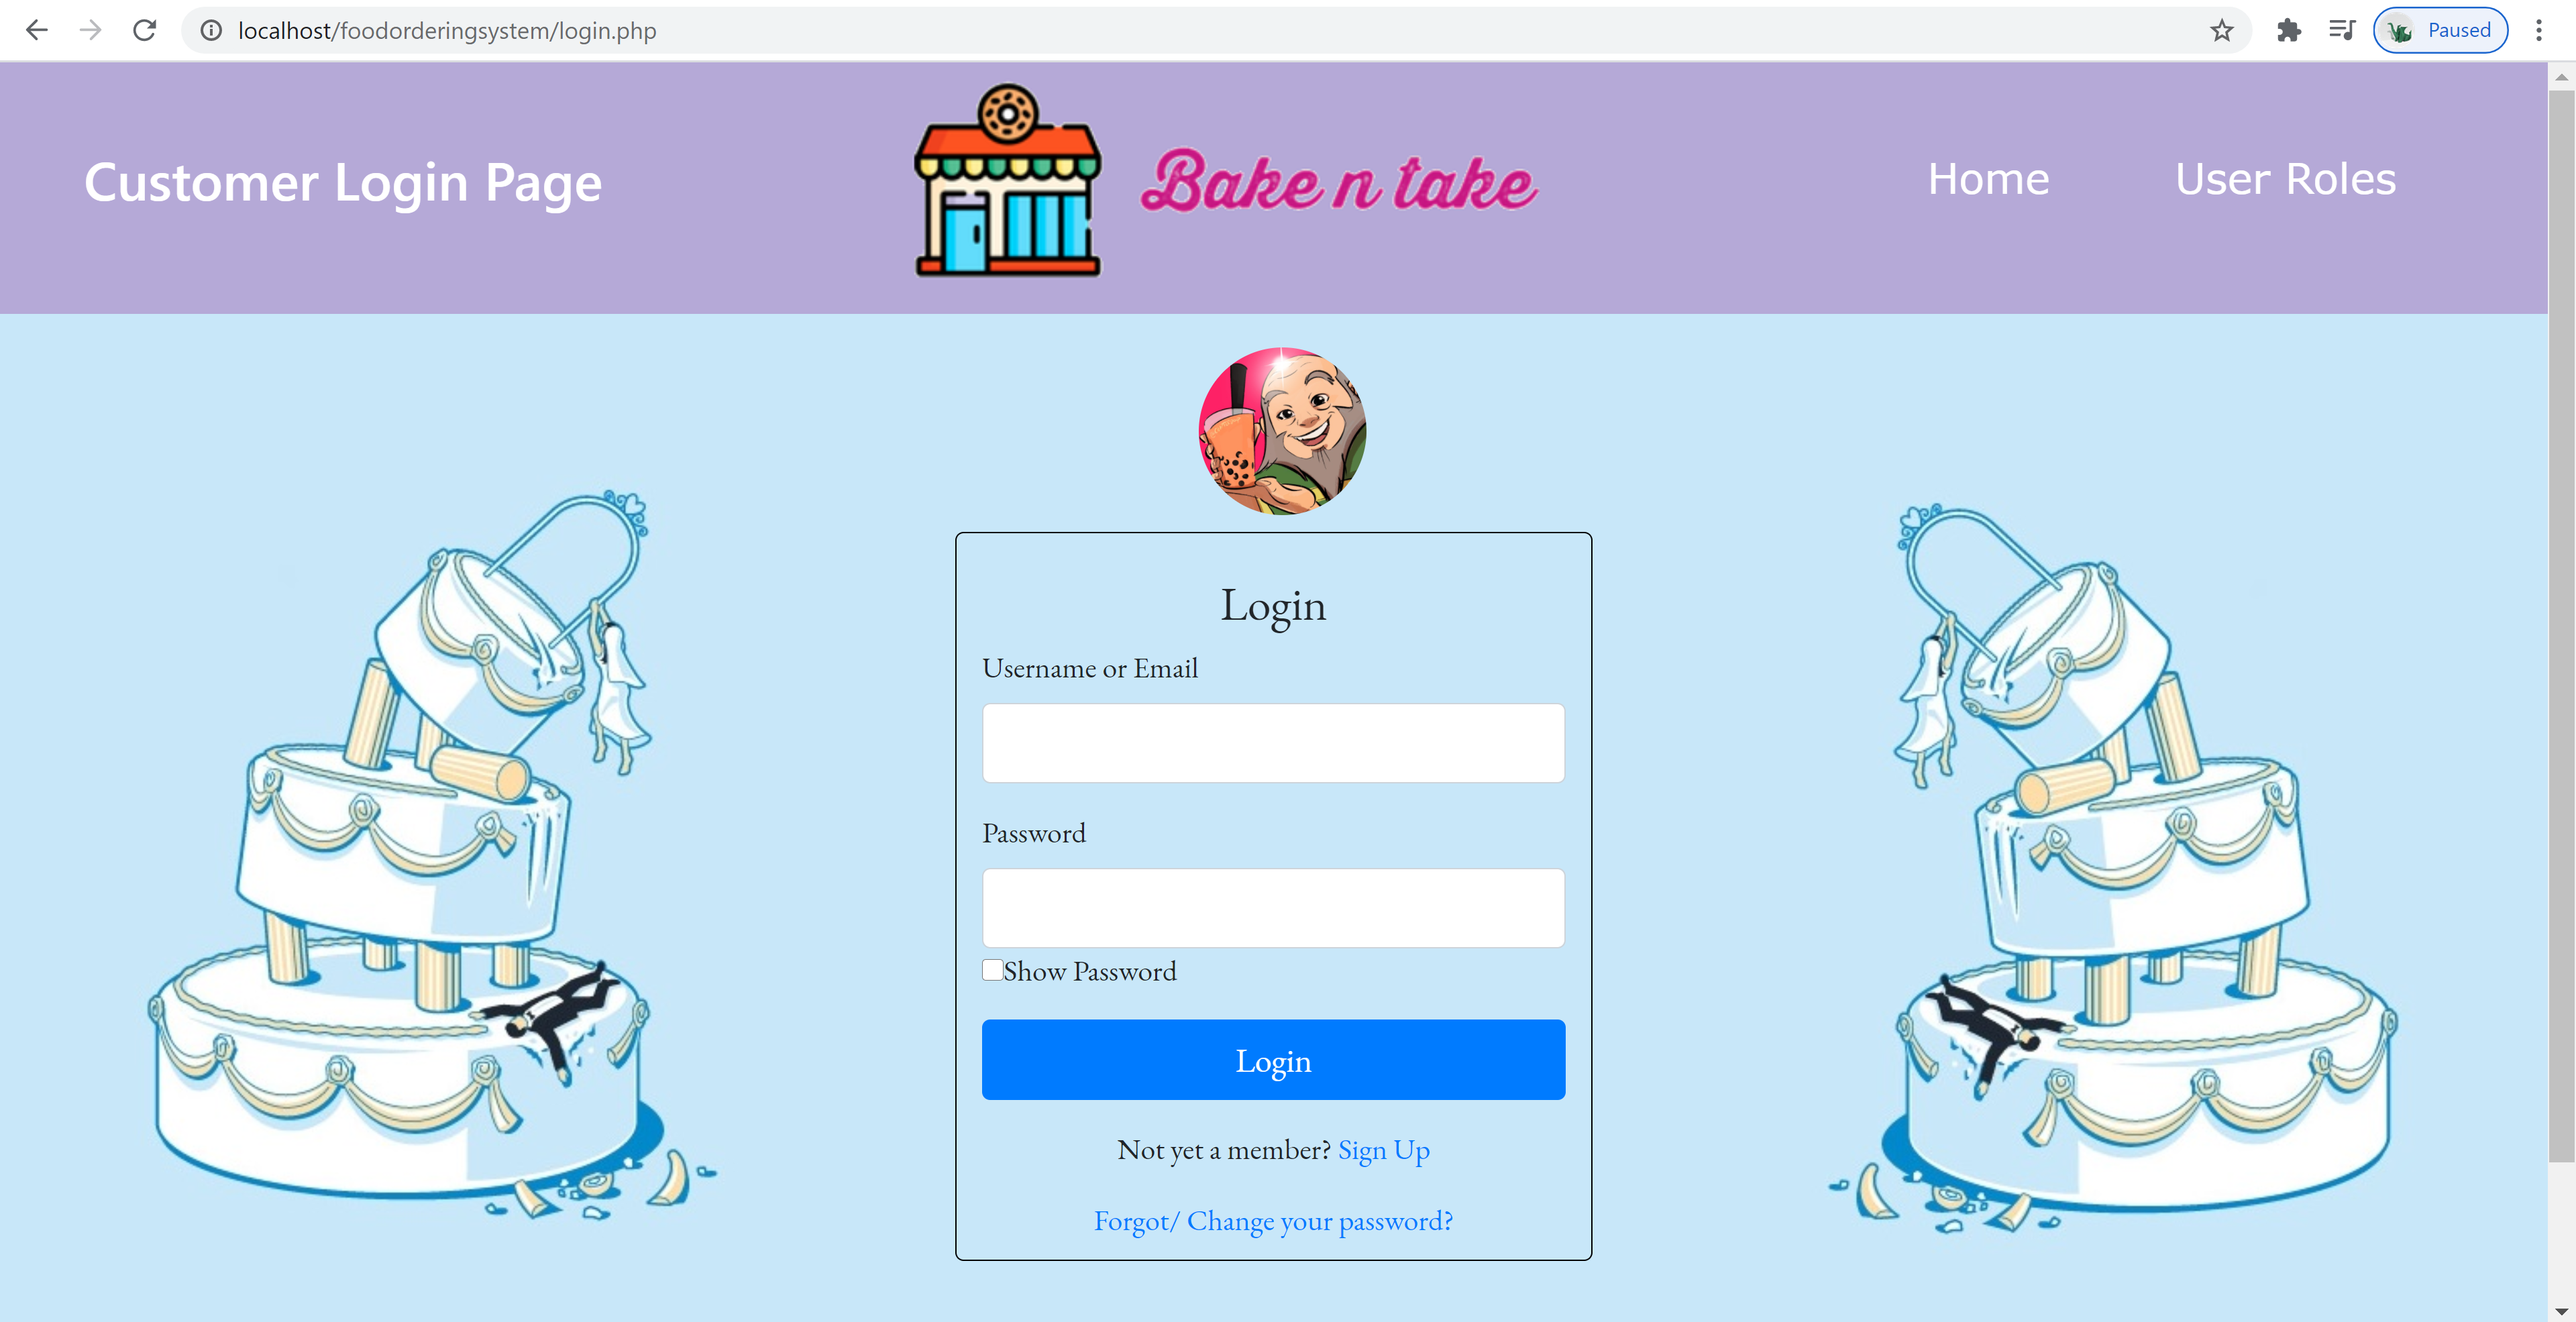 localhost/foodorderingsystem/login.php
Paused
Customer Login Page
Bake n take
Home
User Roles
Login
Username or Email
Password
Show Password
Login
Not yet a member? Sign Up
Forgot/ Change your password?